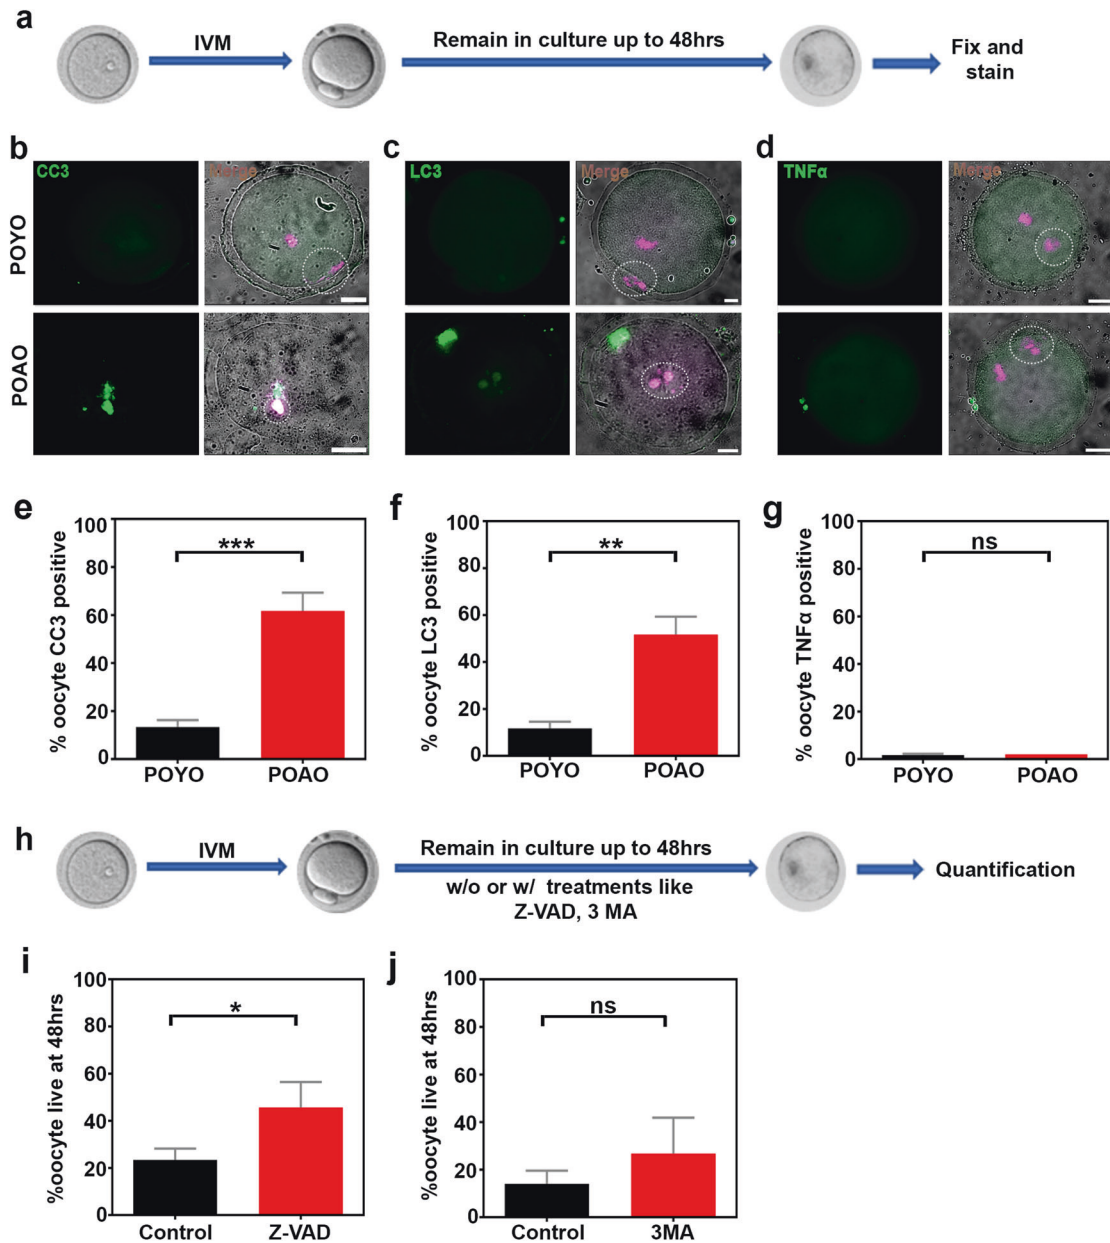 a
IVM
Remain in culture up to 48hrs
Fix and
stain
b
c
d
CC3
Merge
LC3
Merge
TNFα
Merge
POYO
POAO
e
% oocyte CC3 positive
100
80
60
40
20
0
***
POYO
POAO
f
% oocyte LC3 positive
100
80
60
40
20
0
**
POYO
POAO
g
% oocyte TNFα positive
100
80
60
40
20
0
ns
POYO
POAO
h
IVM
Remain in culture up to 48hrs
w/o or w/ treatments like
Z-VAD, 3 MA
Quantification
i
%oocyte live at 48hrs
100
80
60
40
20
0
*
Control
Z-VAD
j
%oocyte live at 48hrs
100
80
60
40
20
0
ns
Control
3MA